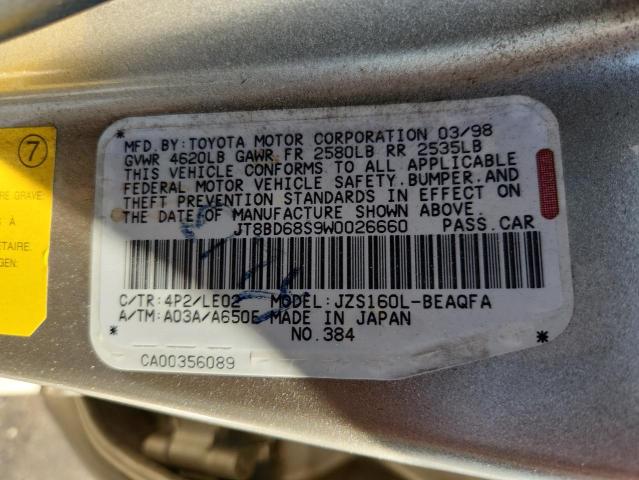 MFD.BY:TOYOTA MOTOR CORPORATION 03/98
GVWR 4620LB GAWR FR 2580LB RR 2535LB
THIS VEHICLE CONFORMS TO ALL APPLICABLE
FEDERAL MOTOR VEHICLE SAFETY,BUMPER,AND
THEFT PREVENTION STANDARDS IN EFFECT ON
THE DATE OF MANUFACTURE SHOWN ABOVE.
JT8BD68S9W0026660 PASS.CAR
C/TR:4P2/LE02 MODEL:JZS160L-BEAQFA
A/TM:A03A/A650E MADE IN JAPAN
NO.384
CA00356089
7
GRAVE
S À
ETAIRE.
GEN: